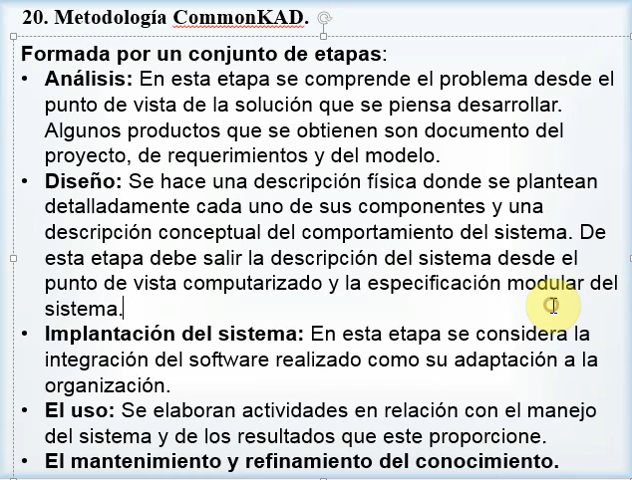 20. Metodología CommonKAD.
Formada por un conjunto de etapas:
• Análisis: En esta etapa se comprende el problema desde el
punto de vista de la solución que se piensa desarrollar.
Algunos productos que se obtienen son documento del
proyecto, de requerimientos y del modelo.
• Diseño: Se hace una descripción física donde se plantean
detalladamente cada uno de sus componentes y una
descripción conceptual del comportamiento del sistema. De
esta etapa debe salir la descripción del sistema desde el
punto de vista computarizado y la especificación modular del
sistema.
• Implantación del sistema: En esta etapa se considera la
integración del software realizado como su adaptación a la
organización.
• El uso: Se elaboran actividades en relación con el manejo
del sistema y de los resultados que este proporcione.
• El mantenimiento y refinamiento del conocimiento.